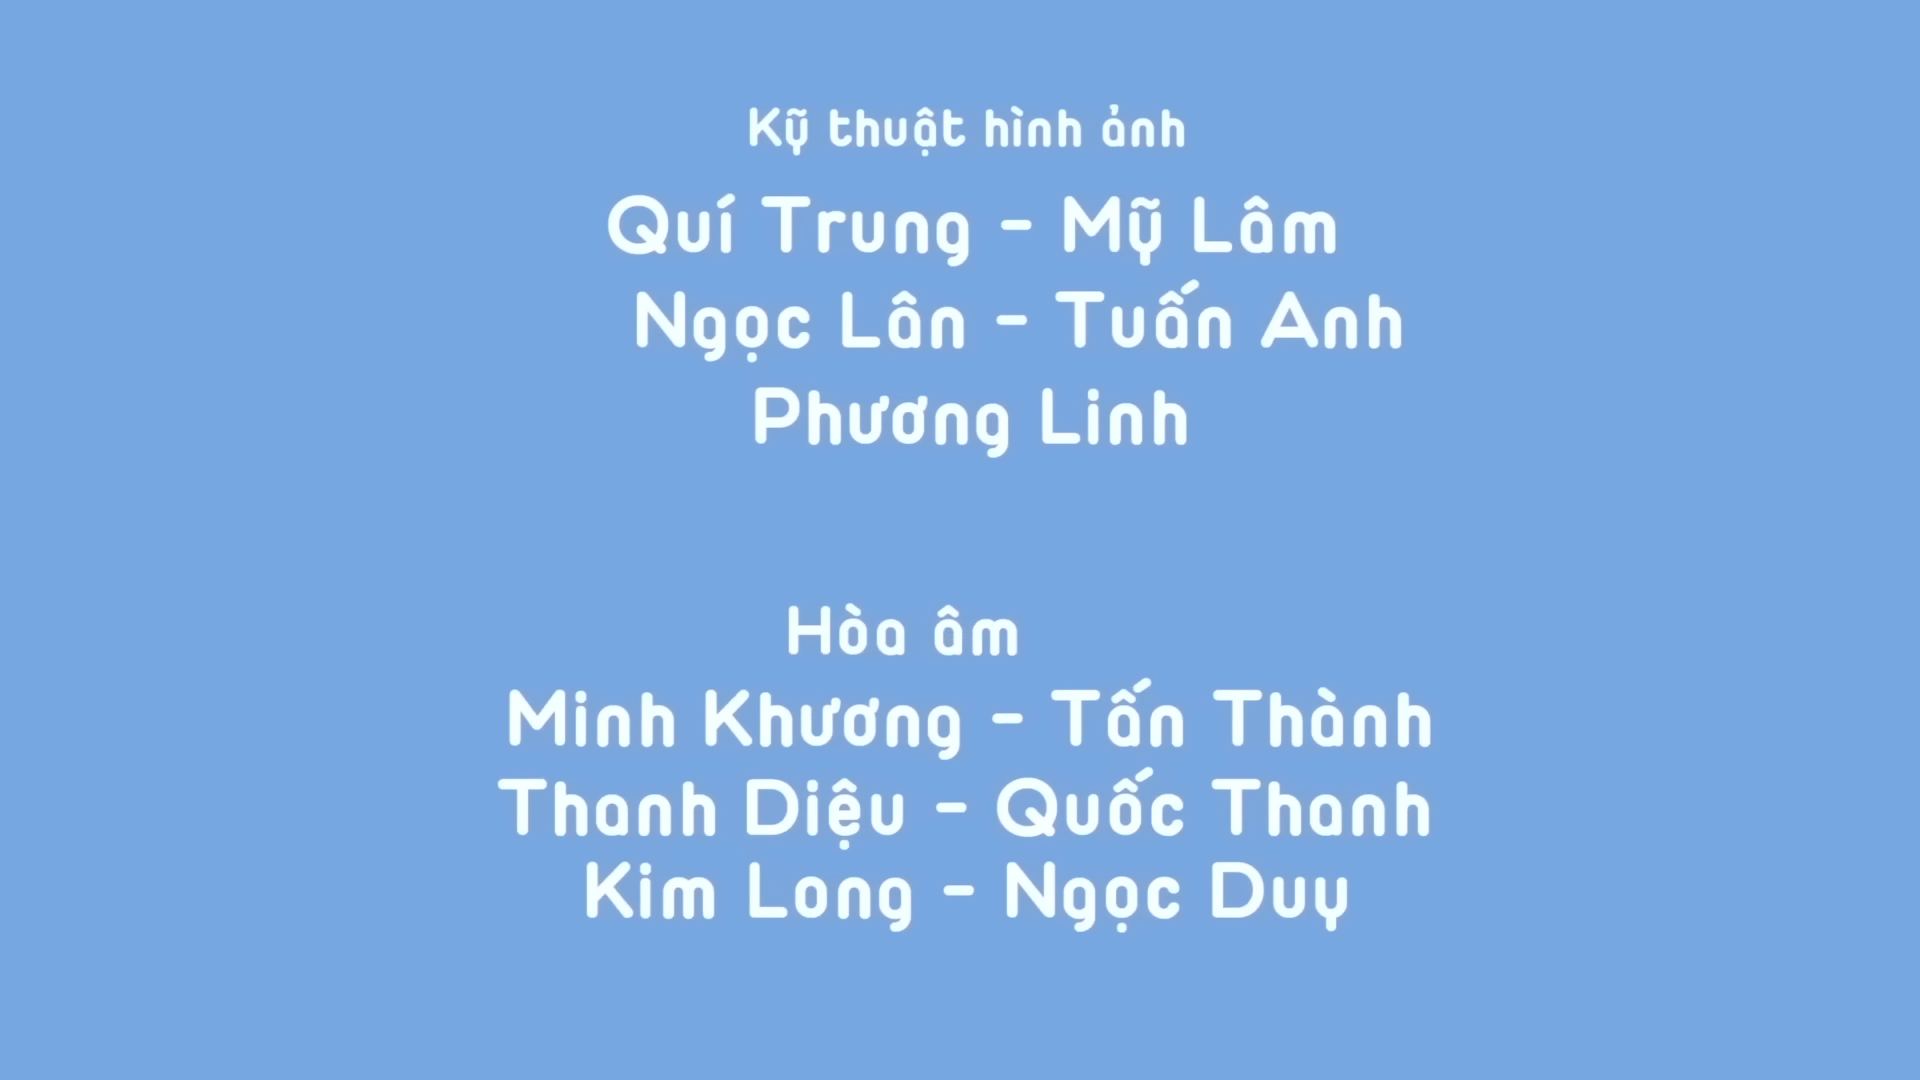 Kỹ thuật hình ảnh
Quí Trung - Mỹ Lâm
Ngọc Lân - Tuấn Anh
Phương Linh
Hòa âm
Minh Khương - Tấn Thành
Thanh Diệu - Quốc Thanh
Kim Long - Ngọc Duy